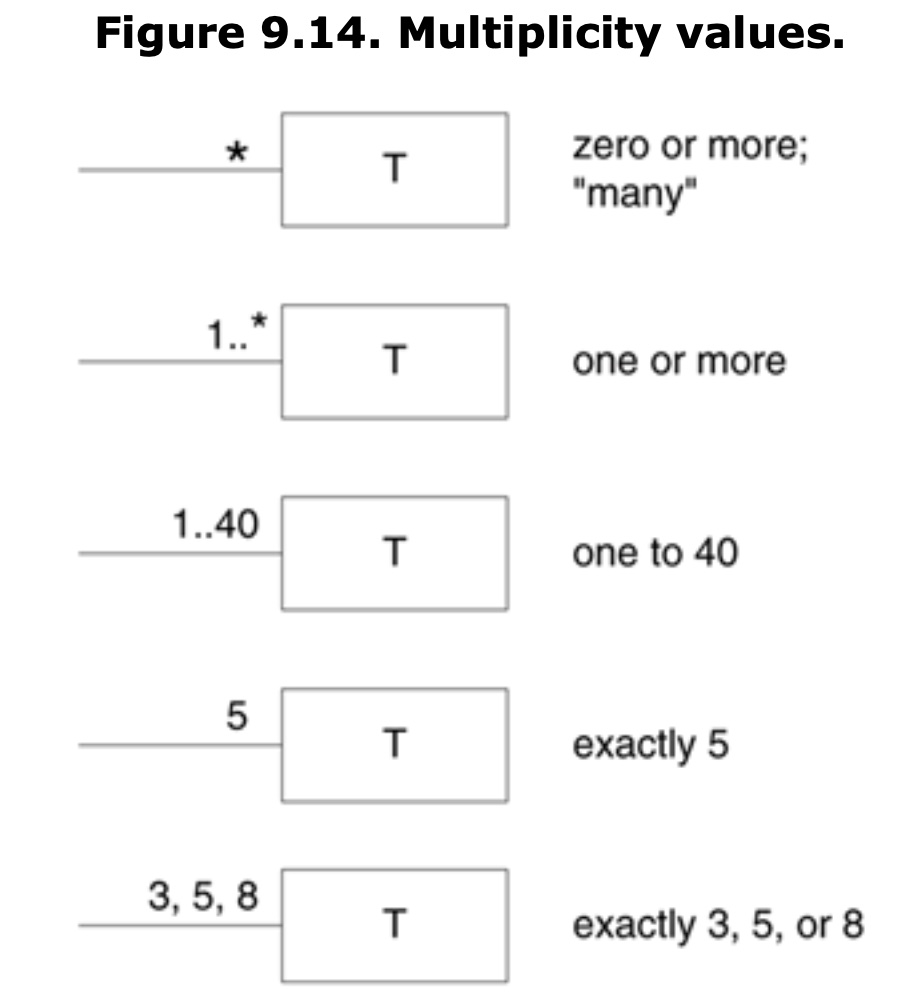 Figure 9.14. Multiplicity values.
*
T
zero or more;
"many"
1..*
T
one or more
1..40
T
one to 40
5
T
exactly 5
3, 5, 8
T
exactly 3, 5, or 8